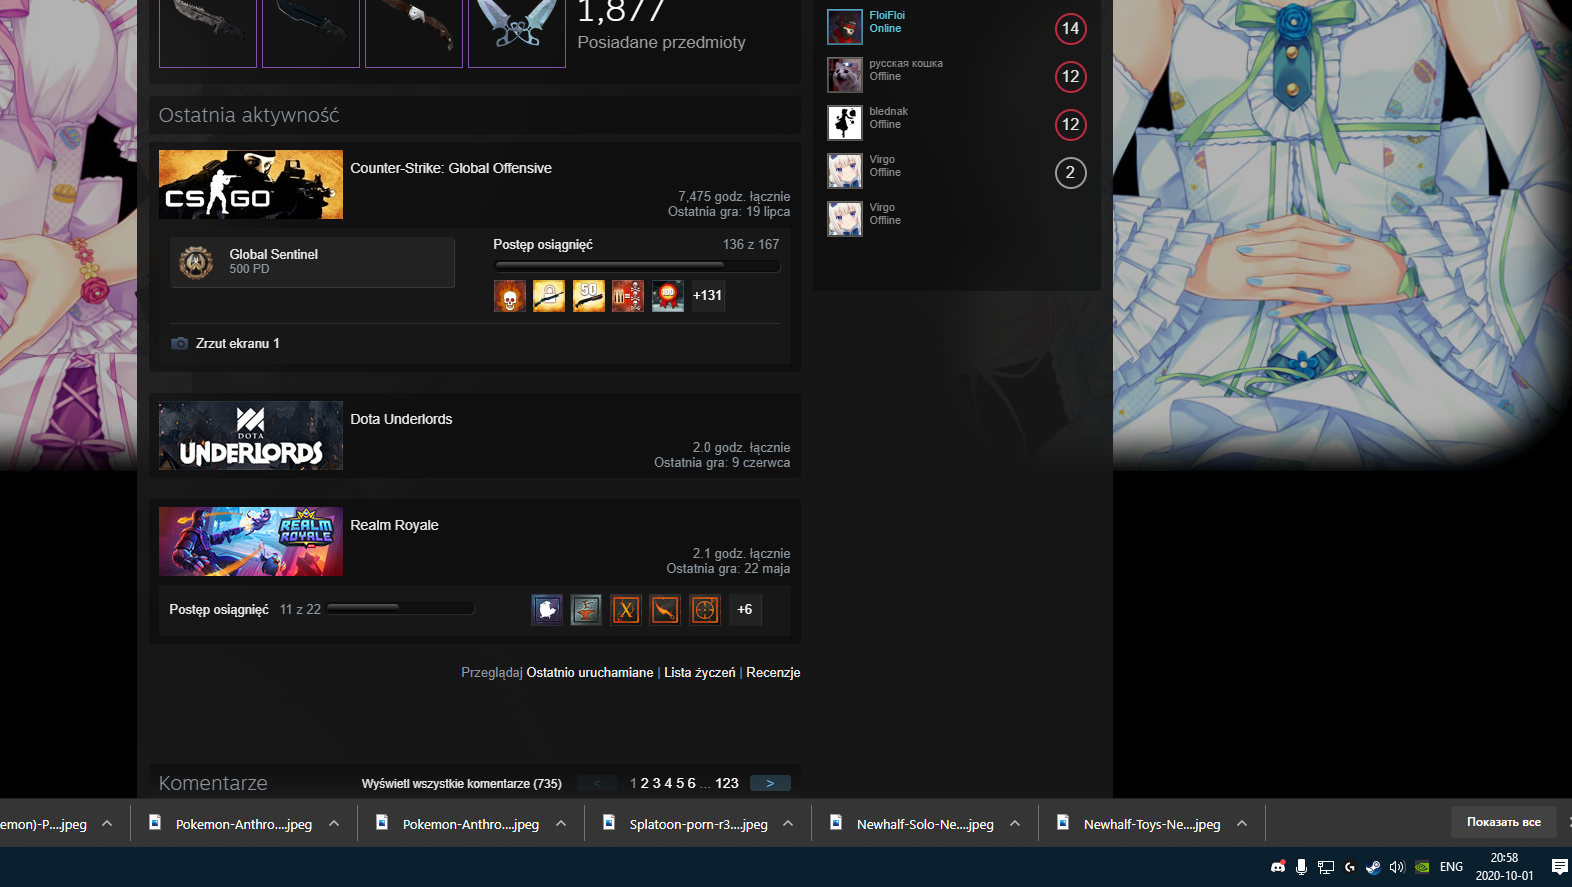 1,877
Posiadane przedmioty
Ostatnia aktywność
CS GO
Counter-Strike: Global Offensive
7,475 godz. łącznie
Ostatnia gra: 19 lipca
Global Sentinel
500 PD
Postęp osiągnięć 136 z 167
50
100
+131
Zrzut ekranu 1
DOTA
UNDERLORDS
Dota Underlords
2.0 godz. łącznie
Ostatnia gra: 9 czerwca
REALM
ROYALE
Realm Royale
2.1 godz. łącznie
Ostatnia gra: 22 maja
Postęp osiągnięć 11 z 22
X
+6
Przeglądaj Ostatnio uruchamiane | Lista życzeń | Recenzje
Komentarze
Wyświetl wszystkie komentarze (735)
< 1 2 3 4 5 6 ... 123 >
FloiFloi
Online
14
русская кошка
Offline
12
blednak
Offline
12
Virgo
Offline
2
Virgo
Offline
emon)-P....jpeg
Pokemon-Anthro....jpeg
Pokemon-Anthro....jpeg
Splatoon-porn-r3....jpeg
Newhalf-Solo-Ne....jpeg
Newhalf-Toys-Ne....jpeg
Показать все
ENG
20:58
2020-10-01